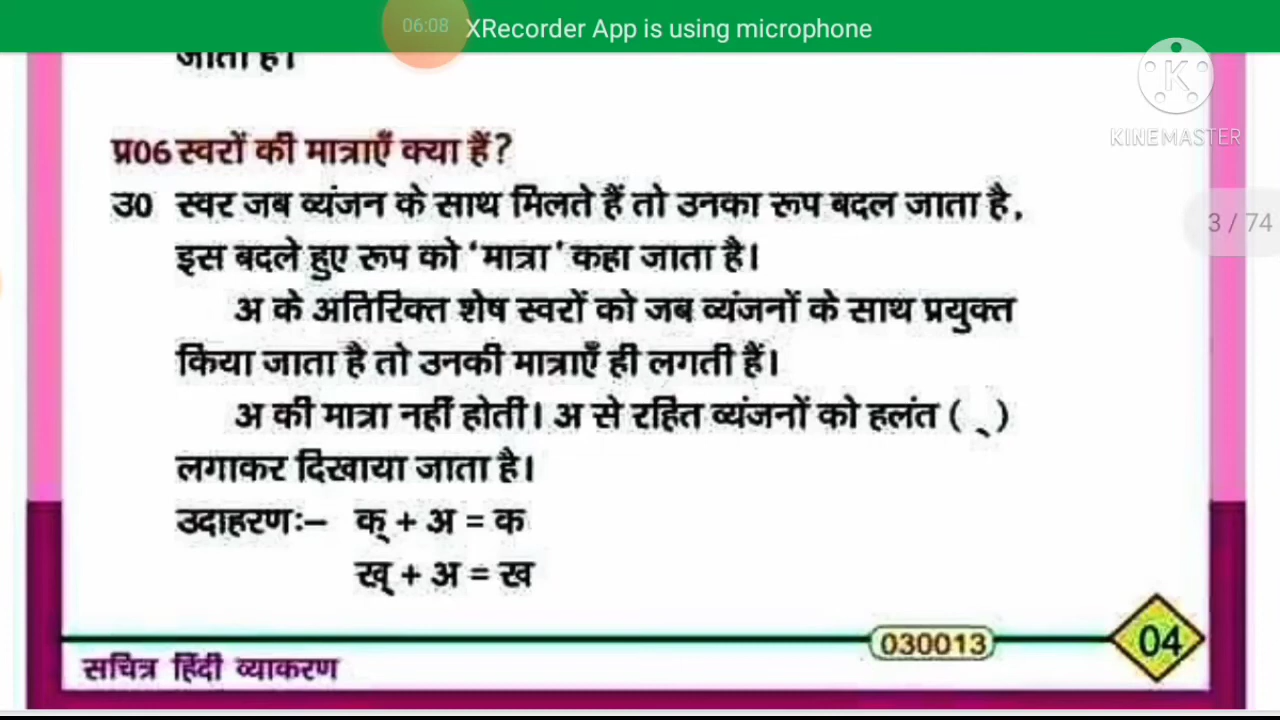 06:08 XRecorder App is using microphone
जाता है।
KINEMASTER
प्र06 स्वरों की मात्राएँ क्या हैं?
3 / 74
उ0 स्वर जब व्यंजन के साथ मिलते हैं तो उनका रूप बदल जाता है,
इस बदले हुए रूप को 'मात्रा' कहा जाता है।
अ के अतिरिक्त शेष स्वरों को जब व्यंजनों के साथ प्रयुक्त
किया जाता है तो उनकी मात्राएँ ही लगती हैं।
अ की मात्रा नहीं होती। अ से रहित व्यंजनों को हलंत ( ् )
लगाकर दिखाया जाता है।
उदाहरणः– क् + अ = क
ख् + अ = ख
030013
04
सचित्र हिंदी व्याकरण